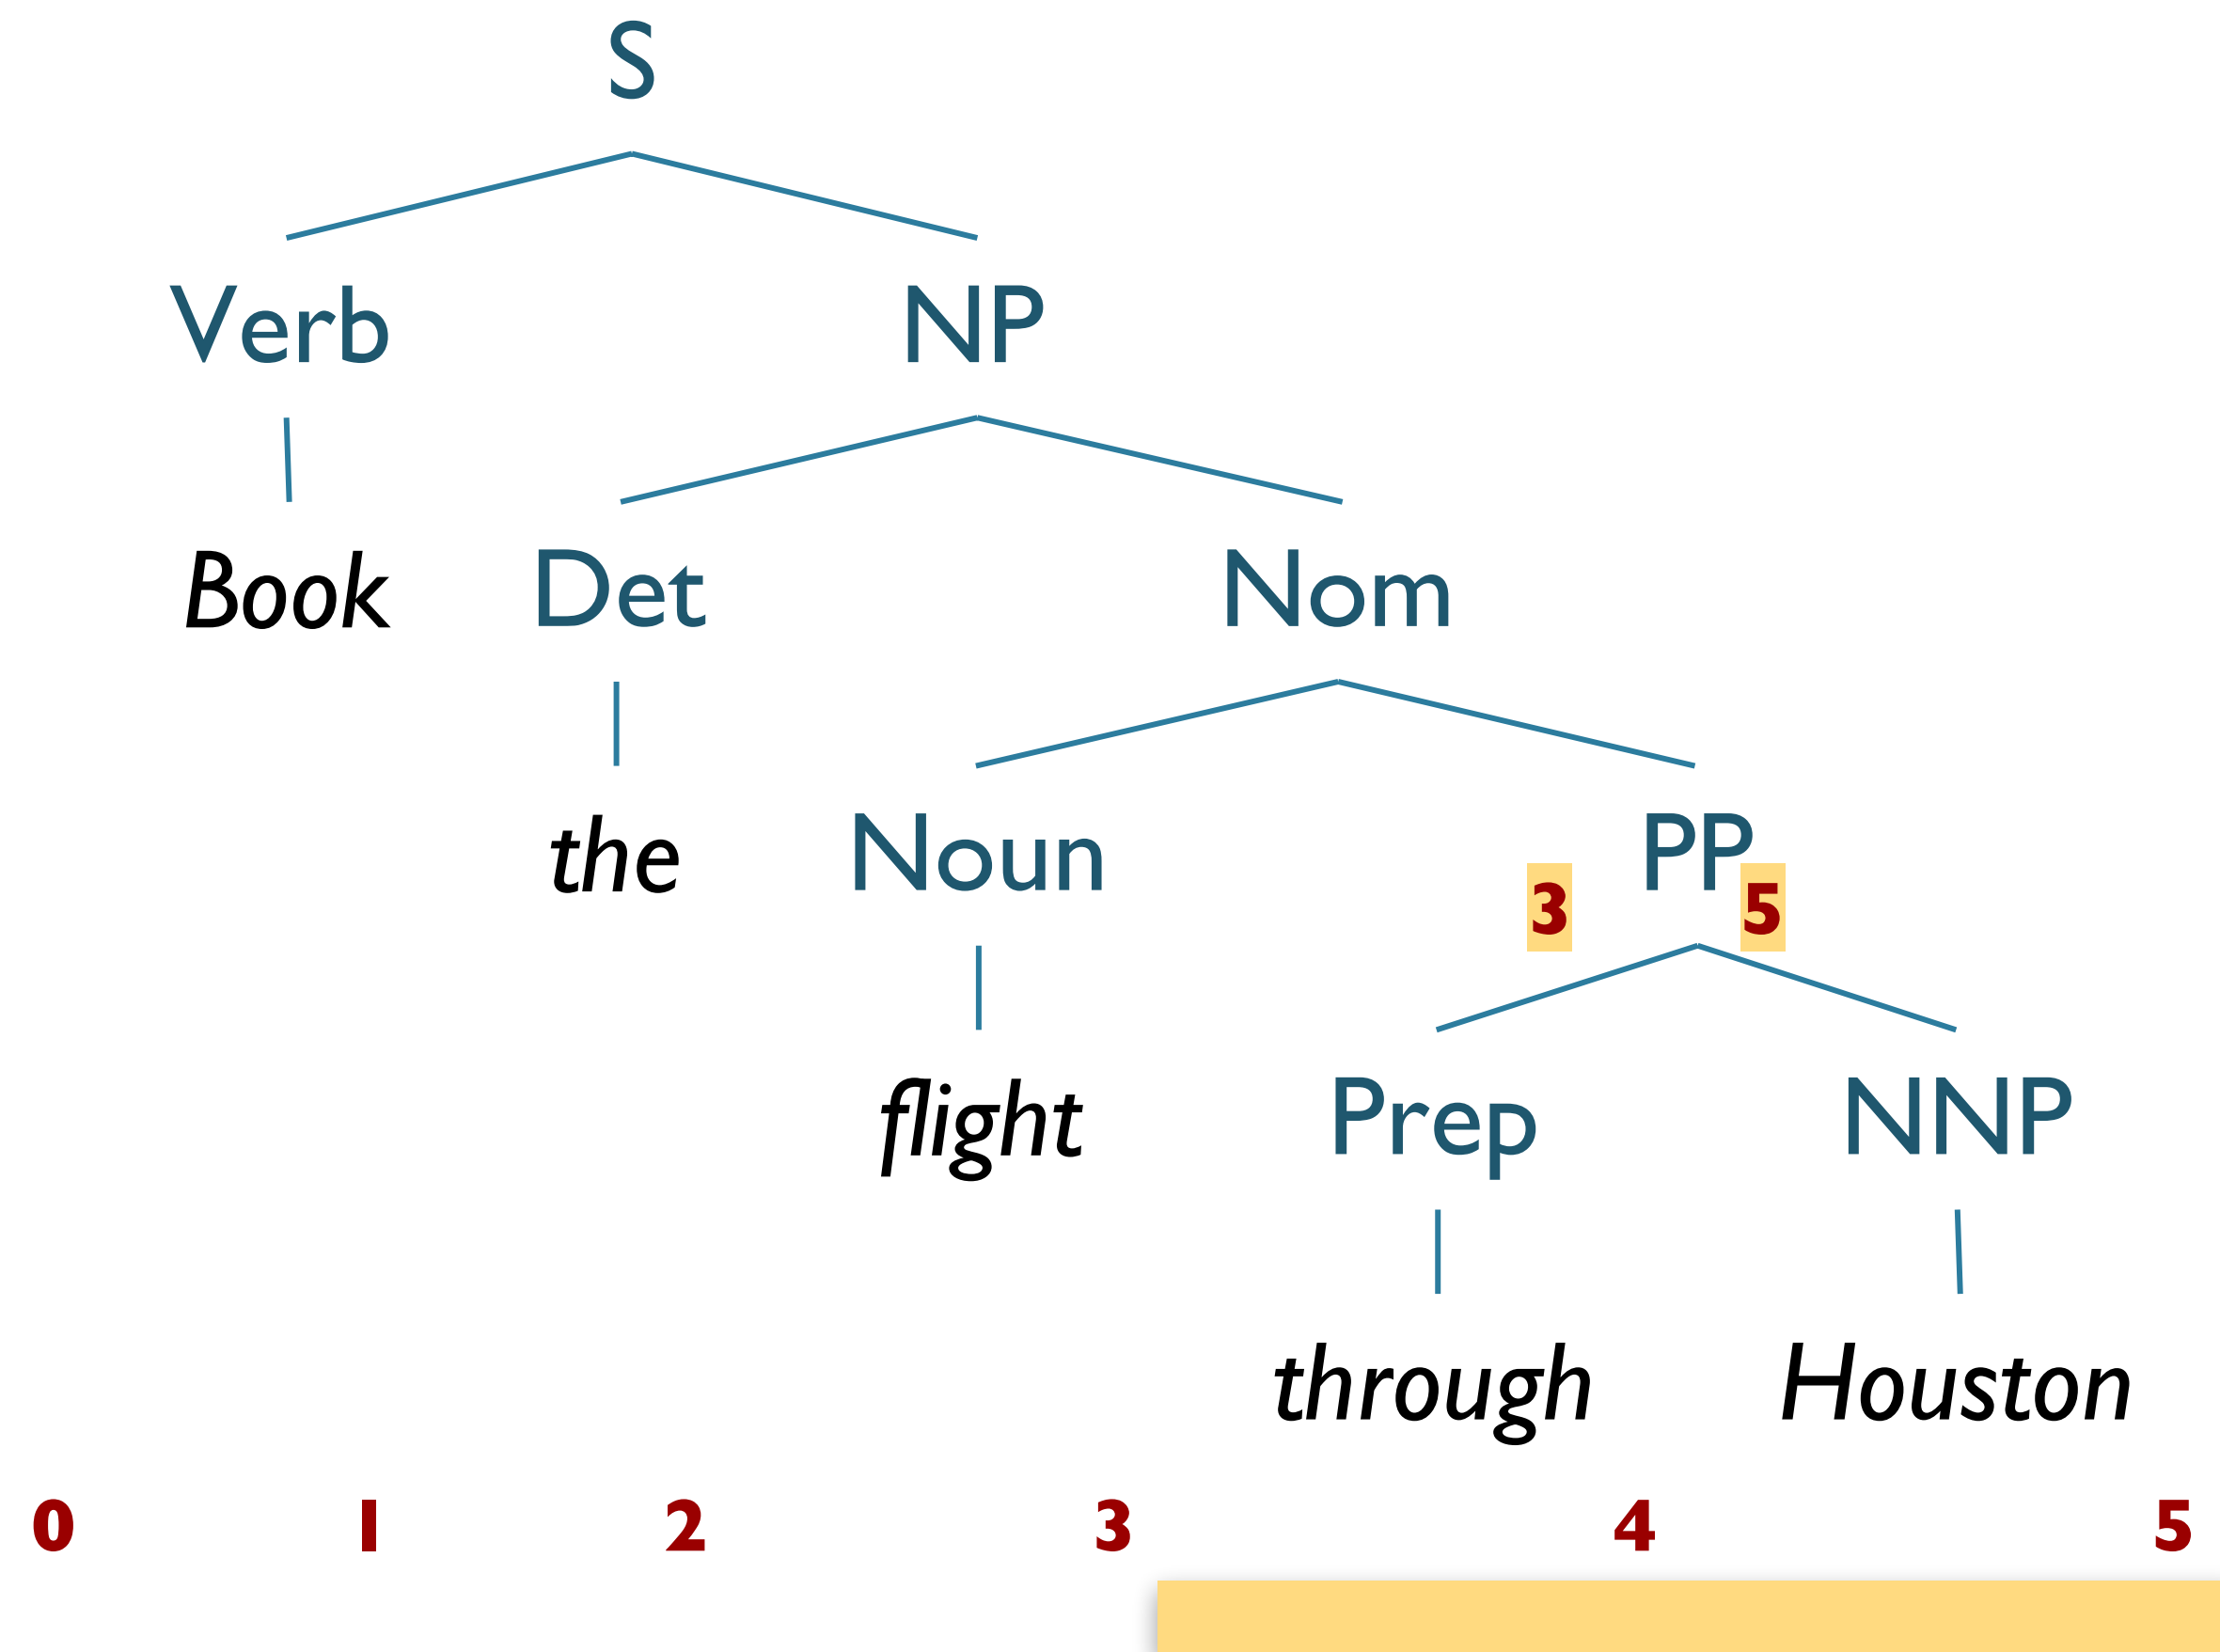 S
Verb NP
Book Det Nom
the Noun PP
3 5
flight Prep NNP
through Houston
0 1 2 3 4 5